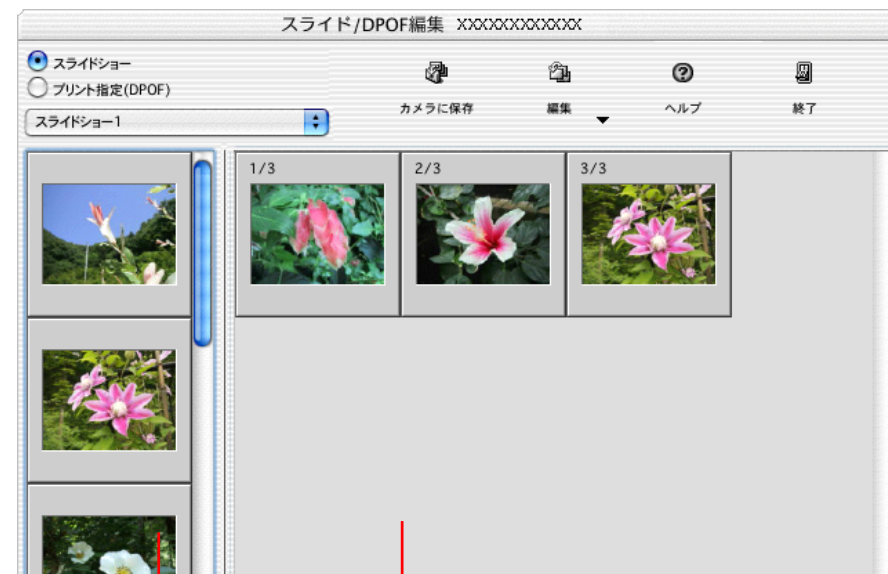 スライド/DPOF編集 XXXXXXXXXXXX
スライドショー
プリント指定(DPOF)
スライドショー1
カメラに保存
編集
ヘルプ
終了
1/3
2/3
3/3